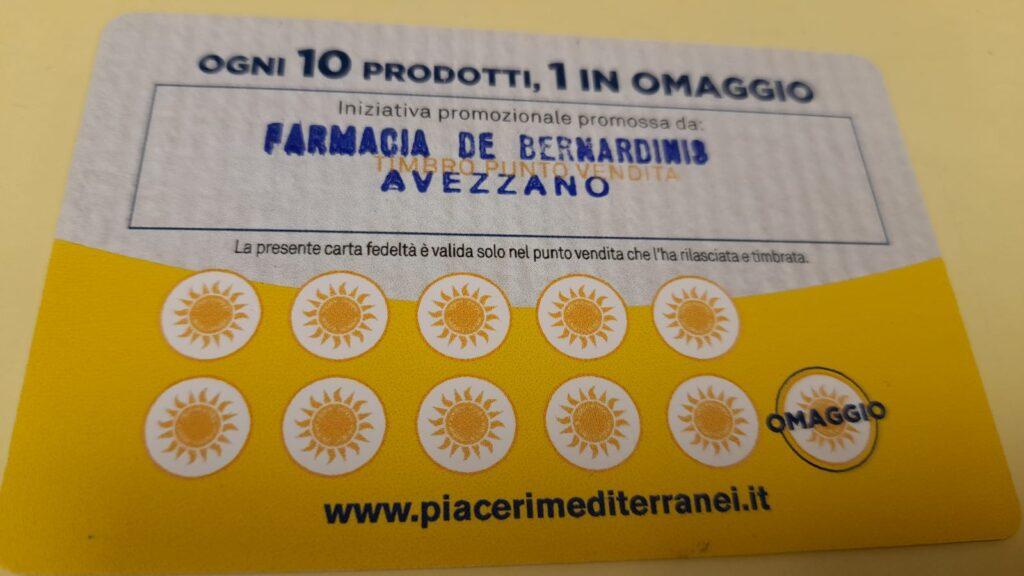 OGNI 10 PRODOTTI, 1 IN OMAGGIO
Iniziativa promozionale promossa da:
FARMACIA DE BERNARDINIS
TIMBRO PUNTO VENDITA
AVEZZANO
La presente carta fedeltà è valida solo nel punto vendita che l'ha rilasciata e timbrata.
OMAGGIO
www.piacerimediterranei.it